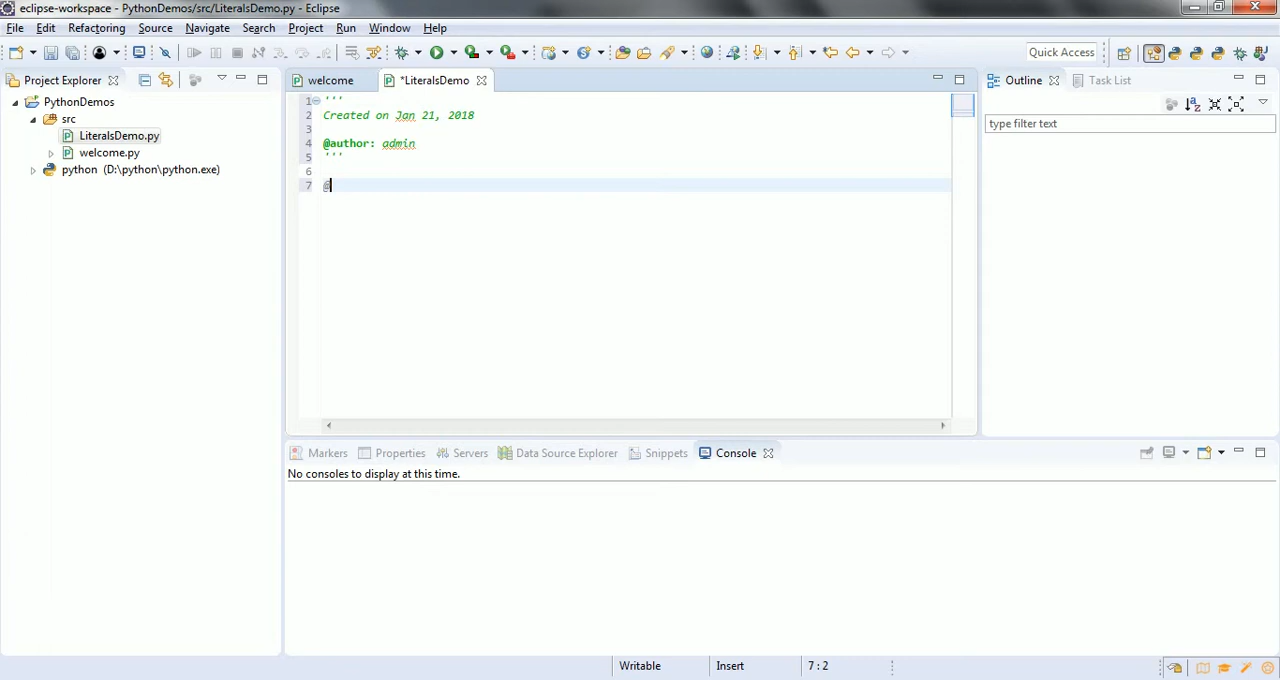 eclipse-workspace - PythonDemos/src/LiteralsDemo.py - Eclipse
File Edit Refactoring Source Navigate Search Project Run Window Help
Quick Access
Project Explorer
welcome
*LiteralsDemo
Outline
Task List
PythonDemos
src
LiteralsDemo.py
welcome.py
python (D:\python\python.exe)
1 '''
2 Created on Jan 21, 2018
3
4 @author: admin
5 '''
6
7 @
type filter text
Markers Properties Servers Data Source Explorer Snippets Console
No consoles to display at this time.
Writable Insert 7 : 2